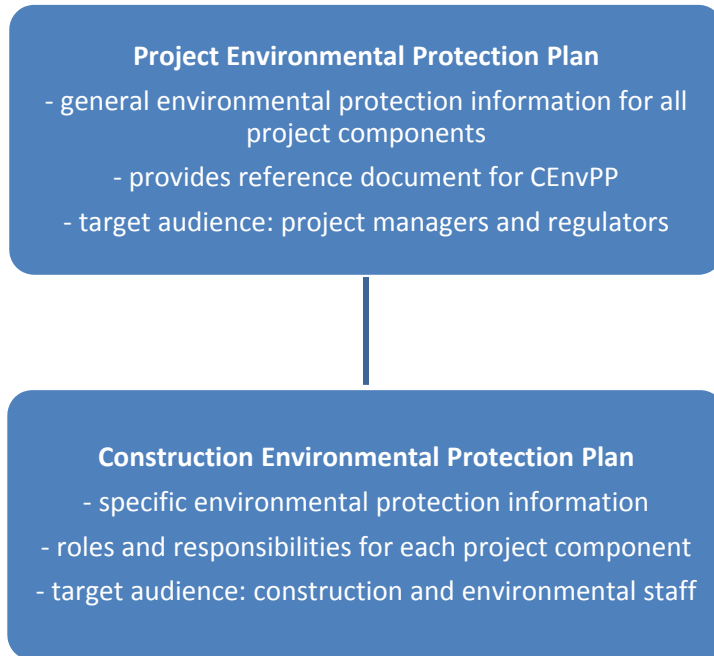 Project Environmental Protection Plan
- general environmental protection information for all
project components
- provides reference document for CEnvPP
- target audience: project managers and regulators
Construction Environmental Protection Plan
- specific environmental protection information
- roles and responsibilities for each project component
- target audience: construction and environmental staff